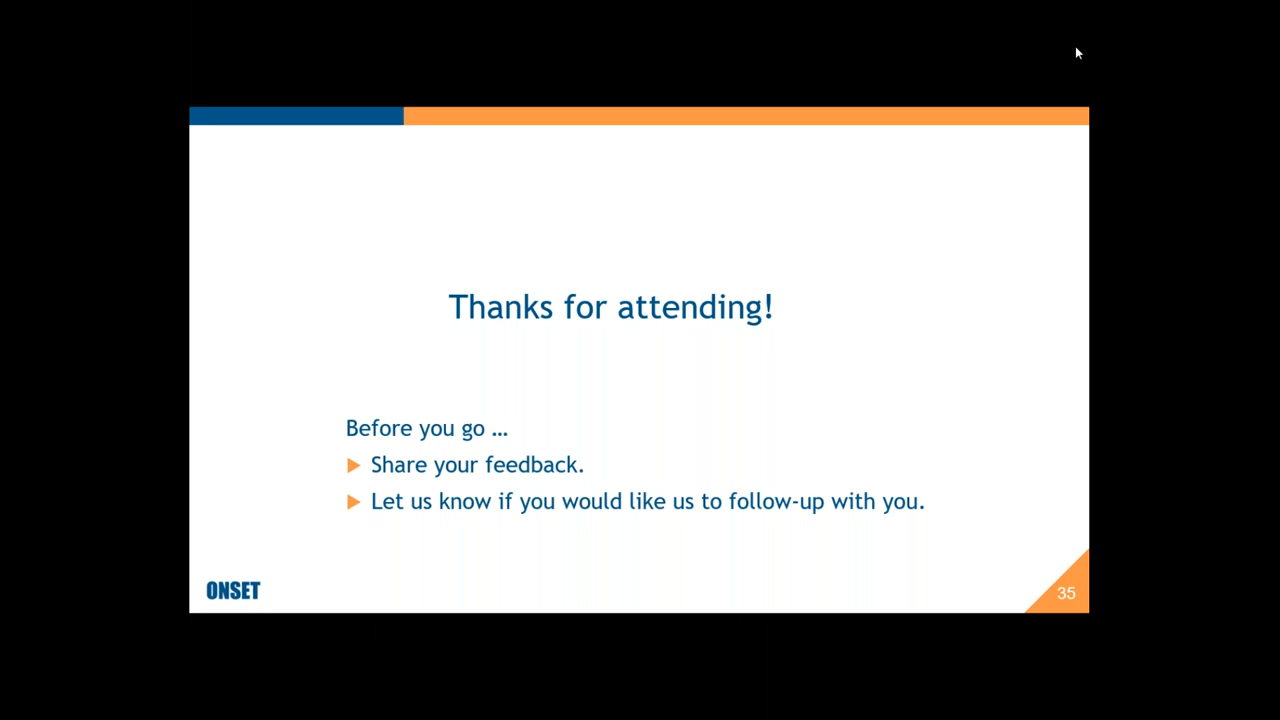 Thanks for attending!
Before you go …
Share your feedback.
Let us know if you would like us to follow-up with you.
ONSET
35